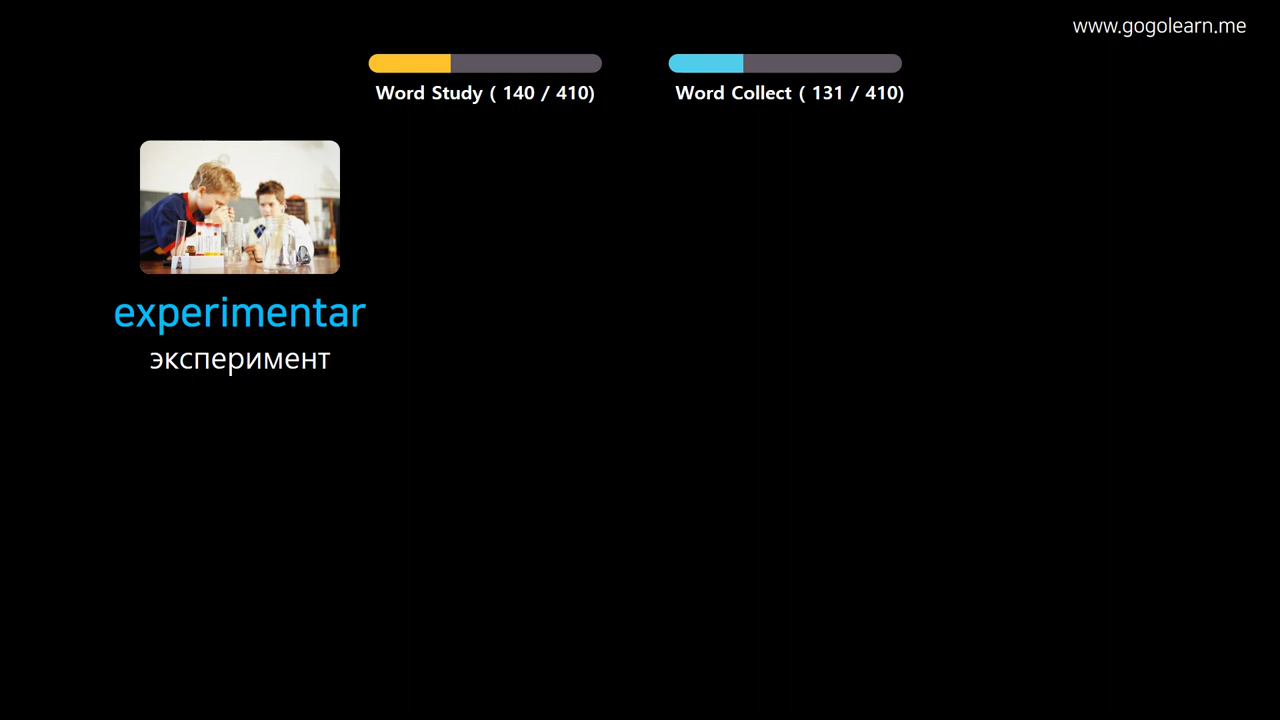 www.gogolearn.me
Word Study ( 140 / 410)
Word Collect ( 131 / 410)
experimentar
эксперимент